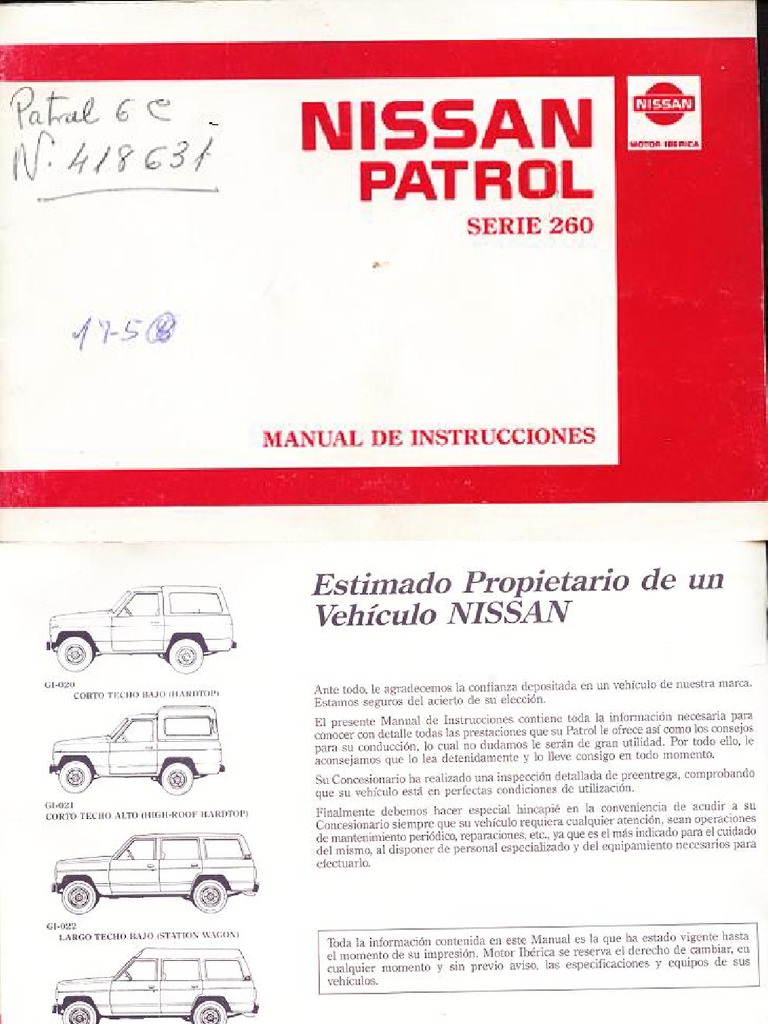 Patrol 6 C
N. 418631
17-5
NISSAN
PATROL
SERIE 260
NISSAN
MOTOR IBERICA
MANUAL DE INSTRUCCIONES
GI-020
CORTO TECHO BAJO (HARDTOP)
GI-021
CORTO TECHO ALTO (HIGH-ROOF HARDTOP)
GI-022
LARGO TECHO BAJO (STATION WAGON)
Estimado Propietario de un
Vehículo NISSAN
Ante todo, le agradecemos la confianza depositada en un vehículo de nuestra marca.
Estamos seguros del acierto de su elección.
El presente Manual de Instrucciones contiene toda la información necesaria para
conocer con detalle todas las prestaciones que su Patrol le ofrece así como los consejos
para su conducción, lo cual no dudamos le serán de gran utilidad. Por todo ello, le
aconsejamos que lo lea detenidamente y lo lleve consigo en todo momento.
Su Concesionario ha realizado una inspección detallada de preentrega, comprobando
que su vehículo está en perfectas condiciones de utilización.
Finalmente debemos hacer especial hincapié en la conveniencia de acudir a su
Concesionario siempre que su vehículo requiera cualquier atención, sean operaciones
de mantenimiento periódico, reparaciones, etc., ya que es el más indicado para el cuidado
del mismo, al disponer de personal especializado y del equipamiento necesarios para
efectuarlo.
Toda la información contenida en este Manual es la que ha estado vigente hasta
el momento de su impresión. Motor Ibérica se reserva el derecho de cambiar, en
cualquier momento y sin previo aviso, las especificaciones y equipos de sus
vehículos.